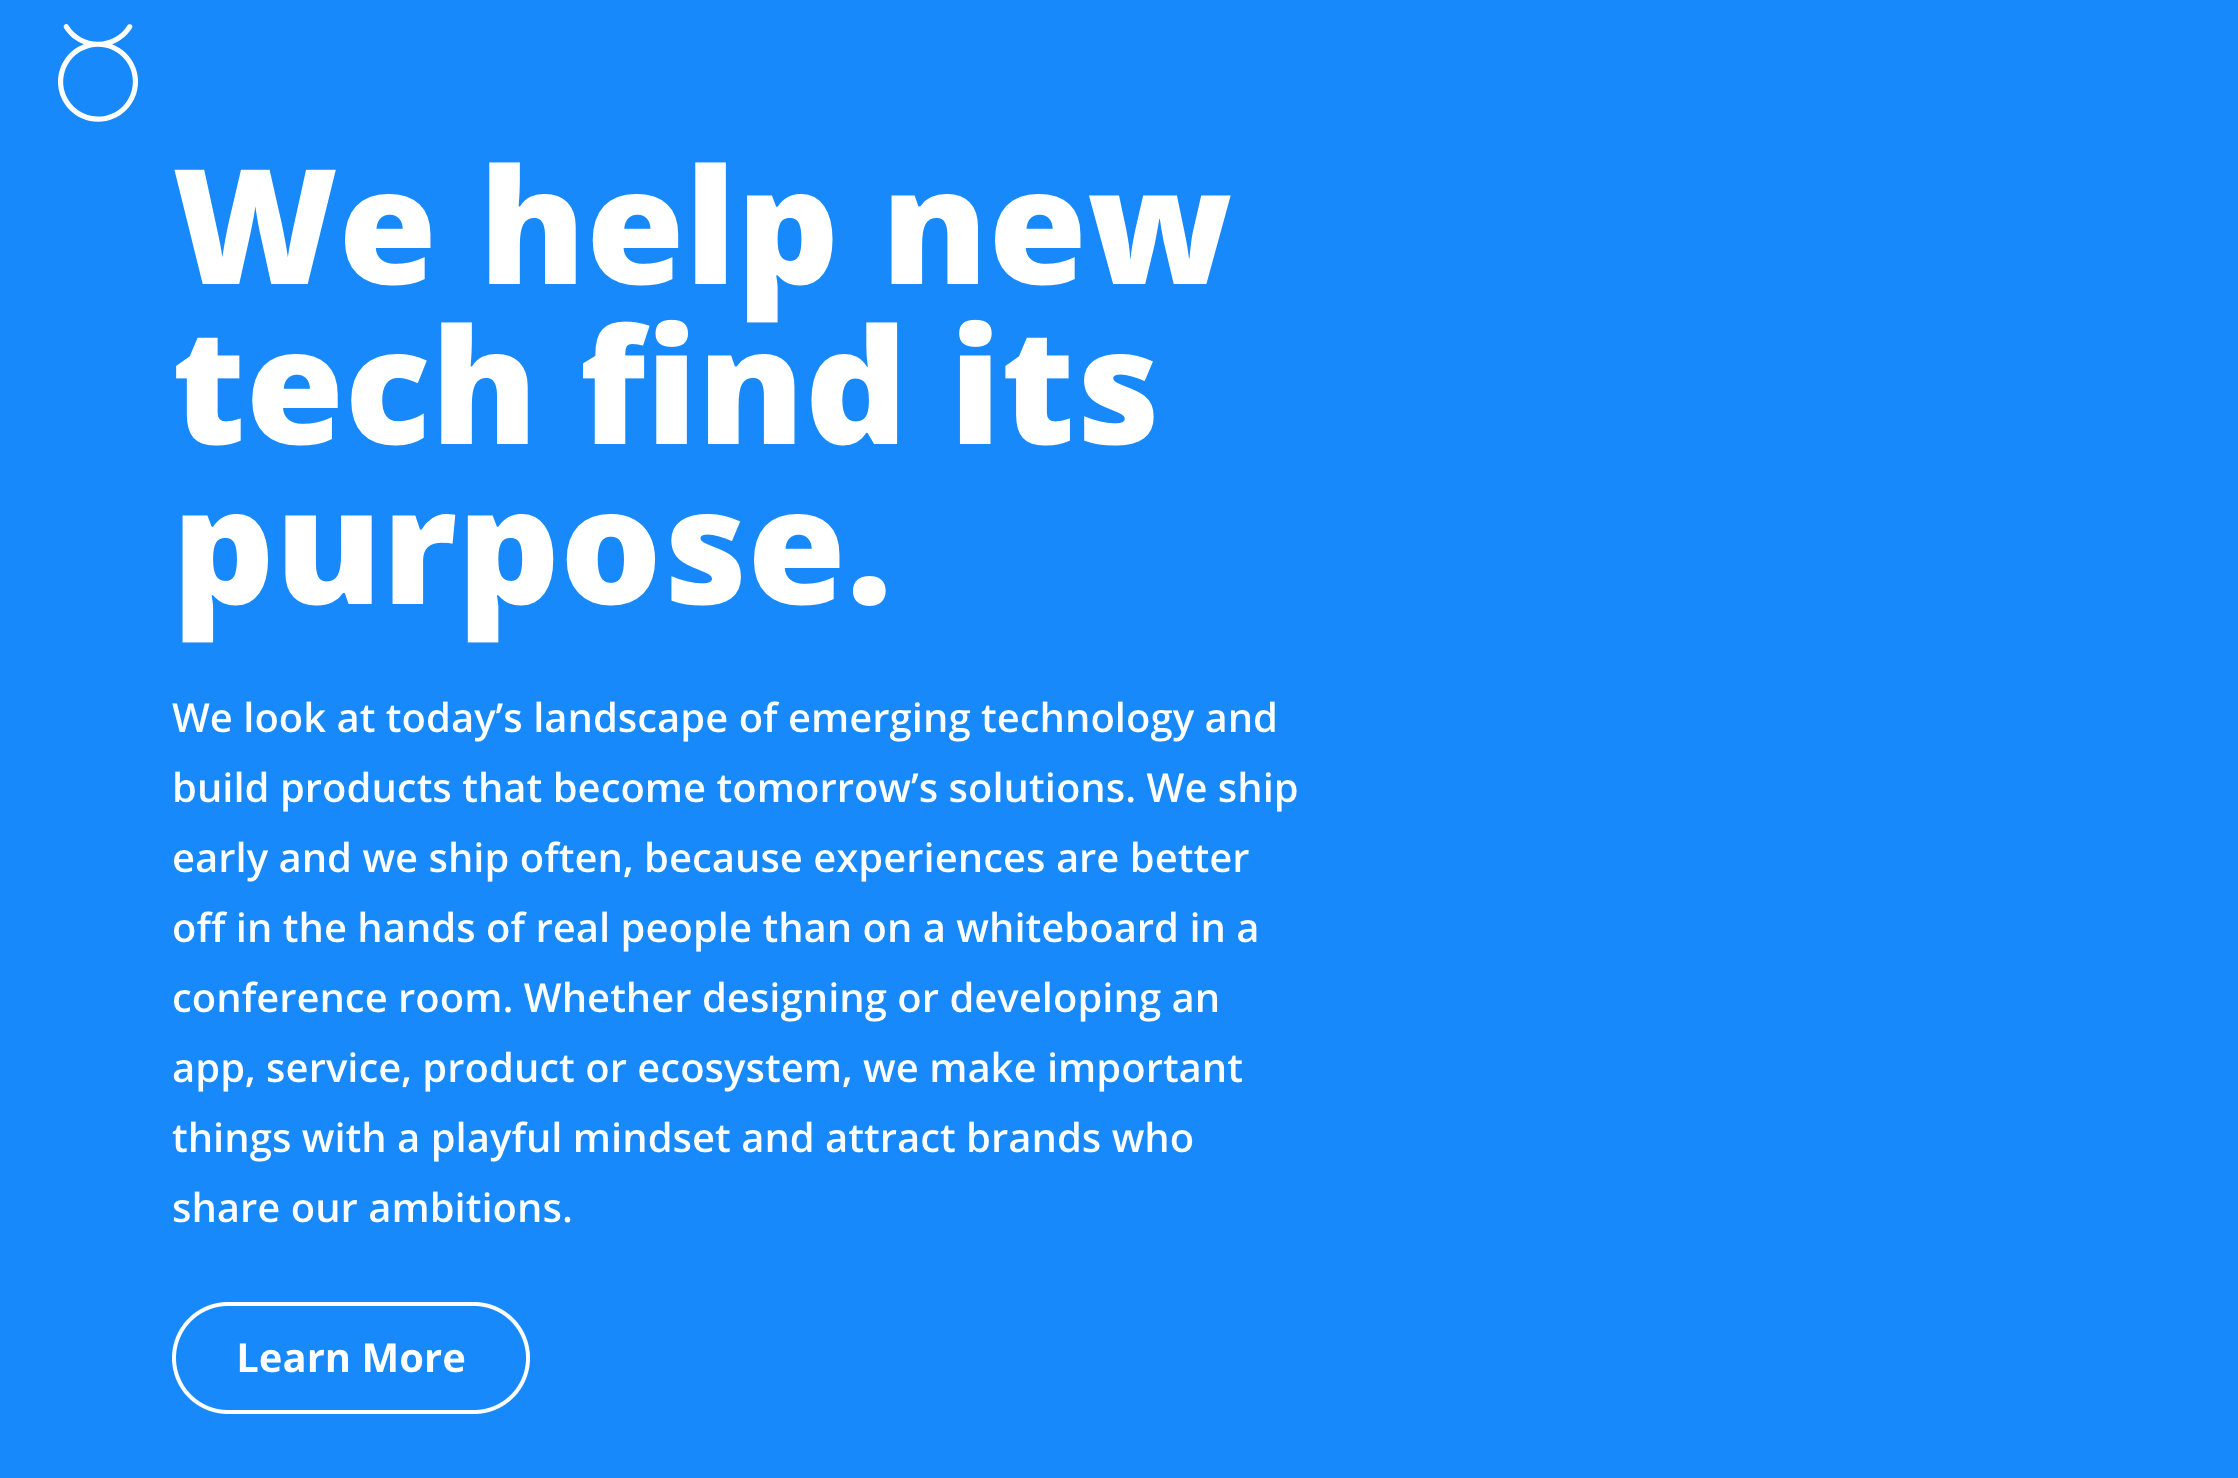 We help new
tech find its
purpose.
We look at today’s landscape of emerging technology and
build products that become tomorrow’s solutions. We ship
early and we ship often, because experiences are better
off in the hands of real people than on a whiteboard in a
conference room. Whether designing or developing an
app, service, product or ecosystem, we make important
things with a playful mindset and attract brands who
share our ambitions.
Learn More